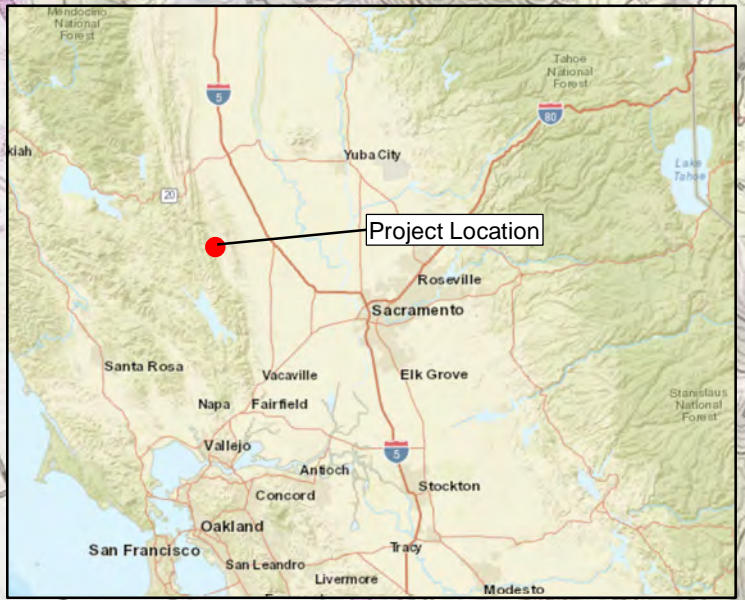 Mendocino
National
Forest
Tahoe
National
Forest
5
80
Yuba City
kiah
Lake
Tahoe
20
Project Location
Roseville
Sacramento
Santa Rosa
Vacaville
Elk Grove
Stanislaus
National
Forest
Napa
Fairfield
Vallejo
5
Antioch
Stockton
Concord
Oakland
San Francisco
Tracy
San Leandro
Livermore
Modesto